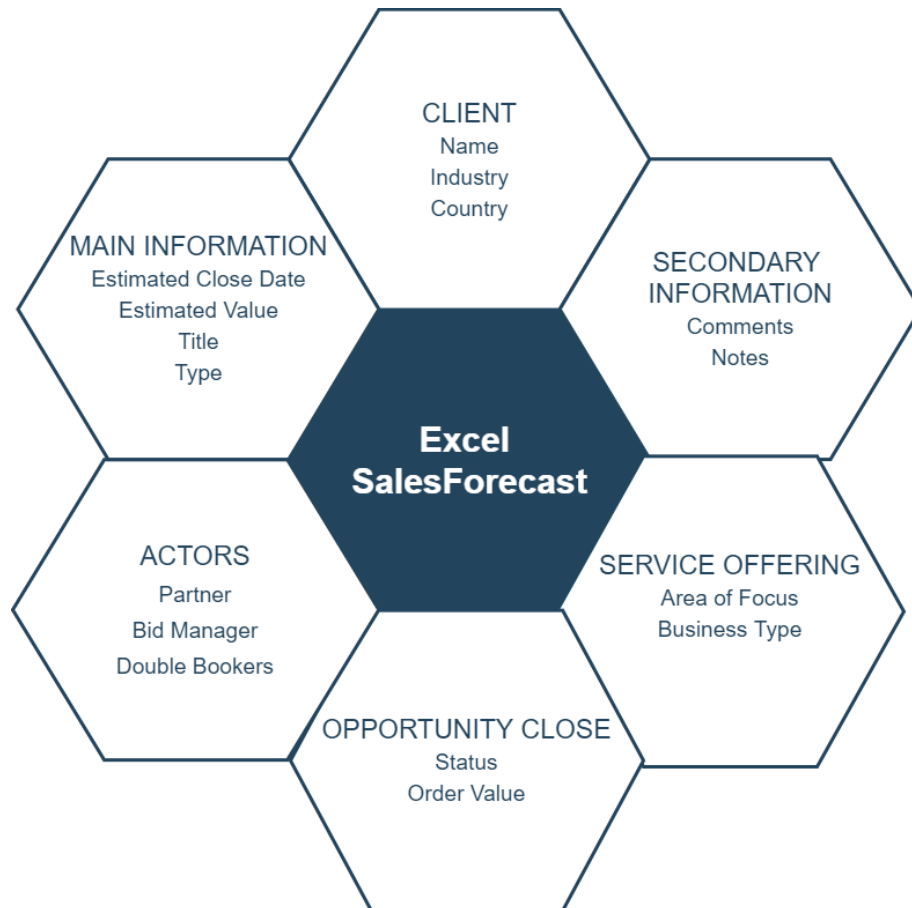 CLIENT
Name
Industry
Country
MAIN INFORMATION
Estimated Close Date
Estimated Value
Title
Type
SECONDARY
INFORMATION
Comments
Notes
Excel
SalesForecast
ACTORS
Partner
Bid Manager
Double Bookers
SERVICE OFFERING
Area of Focus
Business Type
OPPORTUNITY CLOSE
Status
Order Value